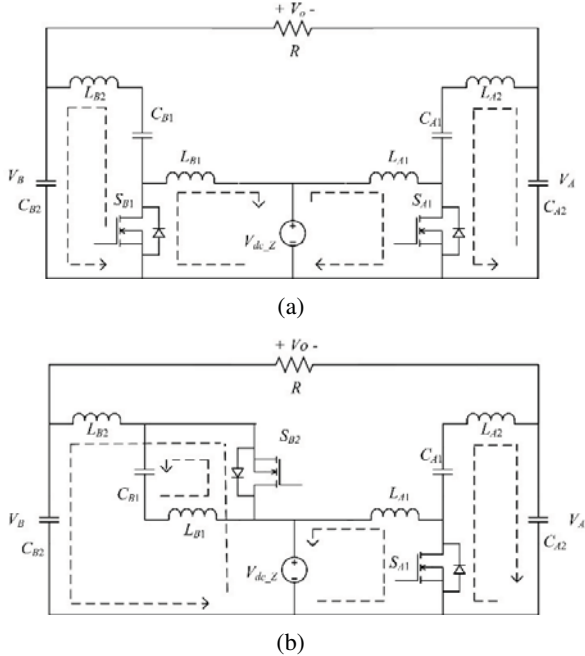 + Vo -
R
LB2
LA2
CB1
CA1
LB1
LA1
VB
SB1
SA1
VA
CB2
CA2
Vdc_Z
(a)
+ Vo -
R
LB2
SB2
LA2
CB1
CA1
LA1
VB
LB1
VA
CB2
Vdc_Z
SA1
CA2
(b)